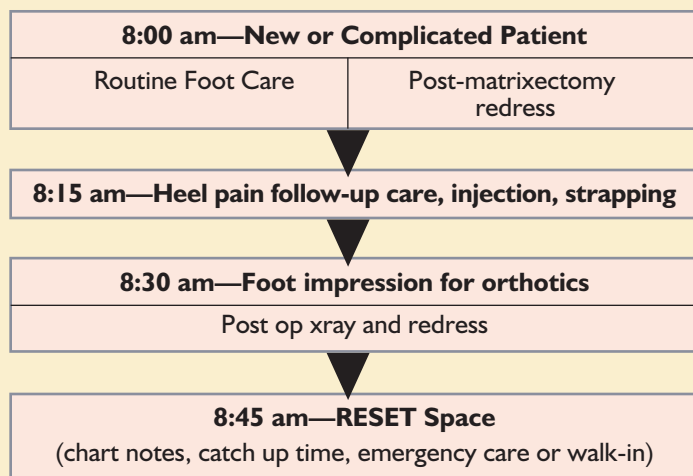 8:00 am—New or Complicated Patient
Routine Foot Care
Post-matrixectomy
redress
8:15 am—Heel pain follow-up care, injection, strapping
8:30 am—Foot impression for orthotics
Post op xray and redress
8:45 am—RESET Space
(chart notes, catch up time, emergency care or walk-in)